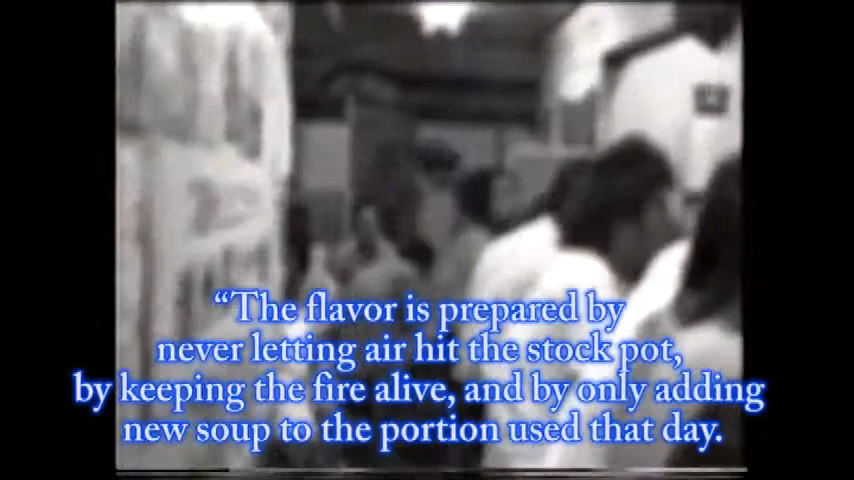 “The flavor is prepared by
never letting air hit the stock pot,
by keeping the fire alive, and by only adding
new soup to the portion used that day.